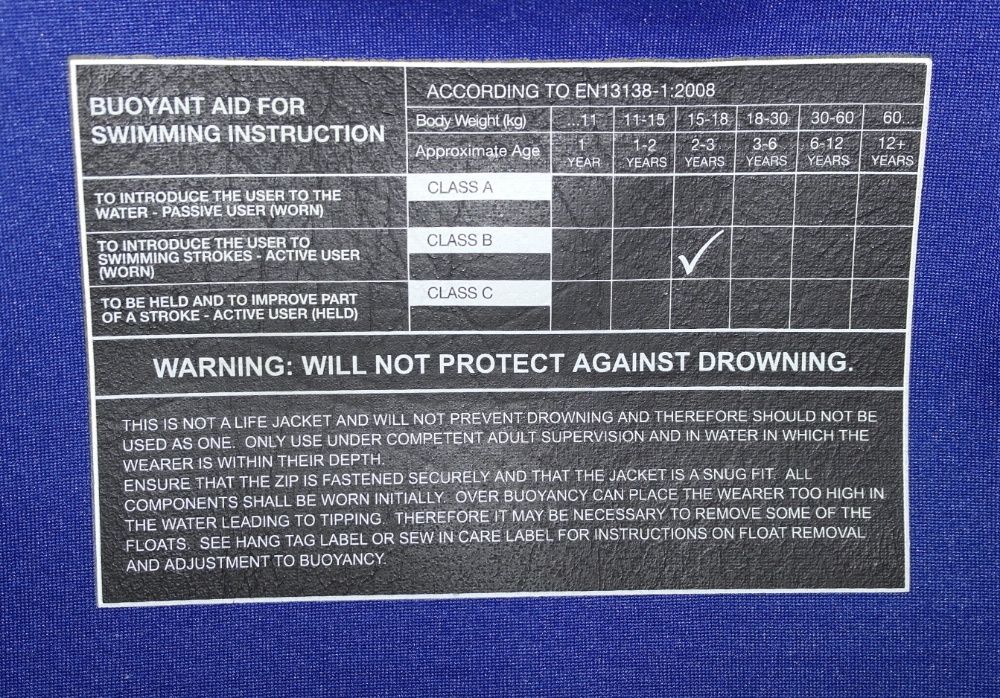 BUOYANT AID FOR
SWIMMING INSTRUCTION
ACCORDING TO EN13138-1:2008
Body Weight (kg) ...11 11-15 15-18 18-30 30-60 60...
Approximate Age 1 YEAR 1-2 YEARS 2-3 YEARS 3-6 YEARS 6-12 YEARS 12+ YEARS
TO INTRODUCE THE USER TO THE
WATER - PASSIVE USER (WORN)
CLASS A
TO INTRODUCE THE USER TO
SWIMMING STROKES - ACTIVE USER
(WORN)
CLASS B
TO BE HELD AND TO IMPROVE PART
OF A STROKE - ACTIVE USER (HELD)
CLASS C
WARNING: WILL NOT PROTECT AGAINST DROWNING.
THIS IS NOT A LIFE JACKET AND WILL NOT PREVENT DROWNING AND THEREFORE SHOULD NOT BE
USED AS ONE. ONLY USE UNDER COMPETENT ADULT SUPERVISION AND IN WATER IN WHICH THE
WEARER IS WITHIN THEIR DEPTH.
ENSURE THAT THE ZIP IS FASTENED SECURELY AND THAT THE JACKET IS A SNUG FIT. ALL
COMPONENTS SHALL BE WORN INITIALLY. OVER BUOYANCY CAN PLACE THE WEARER TOO HIGH IN
THE WATER LEADING TO TIPPING. THEREFORE IT MAY BE NECESSARY TO REMOVE SOME OF THE
FLOATS. SEE HANG TAG LABEL OR SEW IN CARE LABEL FOR INSTRUCTIONS ON FLOAT REMOVAL
AND ADJUSTMENT TO BUOYANCY.